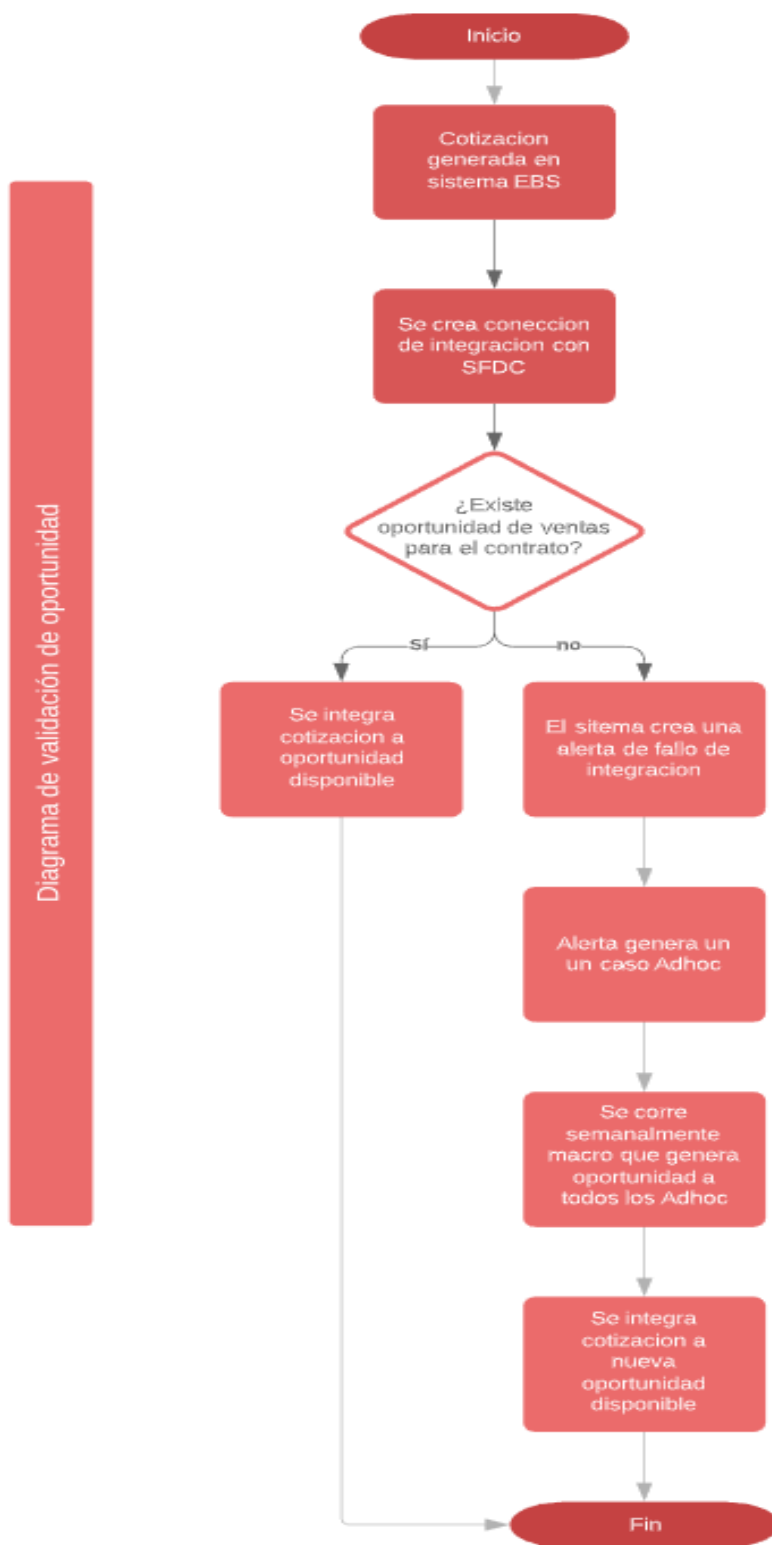 Inicio
Cotizacion
generada en
sistema EBS
Se crea coneccion
de integracion con
SFDC
¿Existe
oportunidad de ventas
para el contrato?
Sí
no
Se integra
cotizacion a
oportunidad
disponible
El sitema crea una
alerta de fallo de
integracion
Alerta genera un
un caso Adhoc
Se corre
semanalmente
macro que genera
oportunidad a
todos los Adhoc
Se integra
cotizacion a
nueva
oportunidad
disponible
Fin
Diagrama de validación de oportunidad